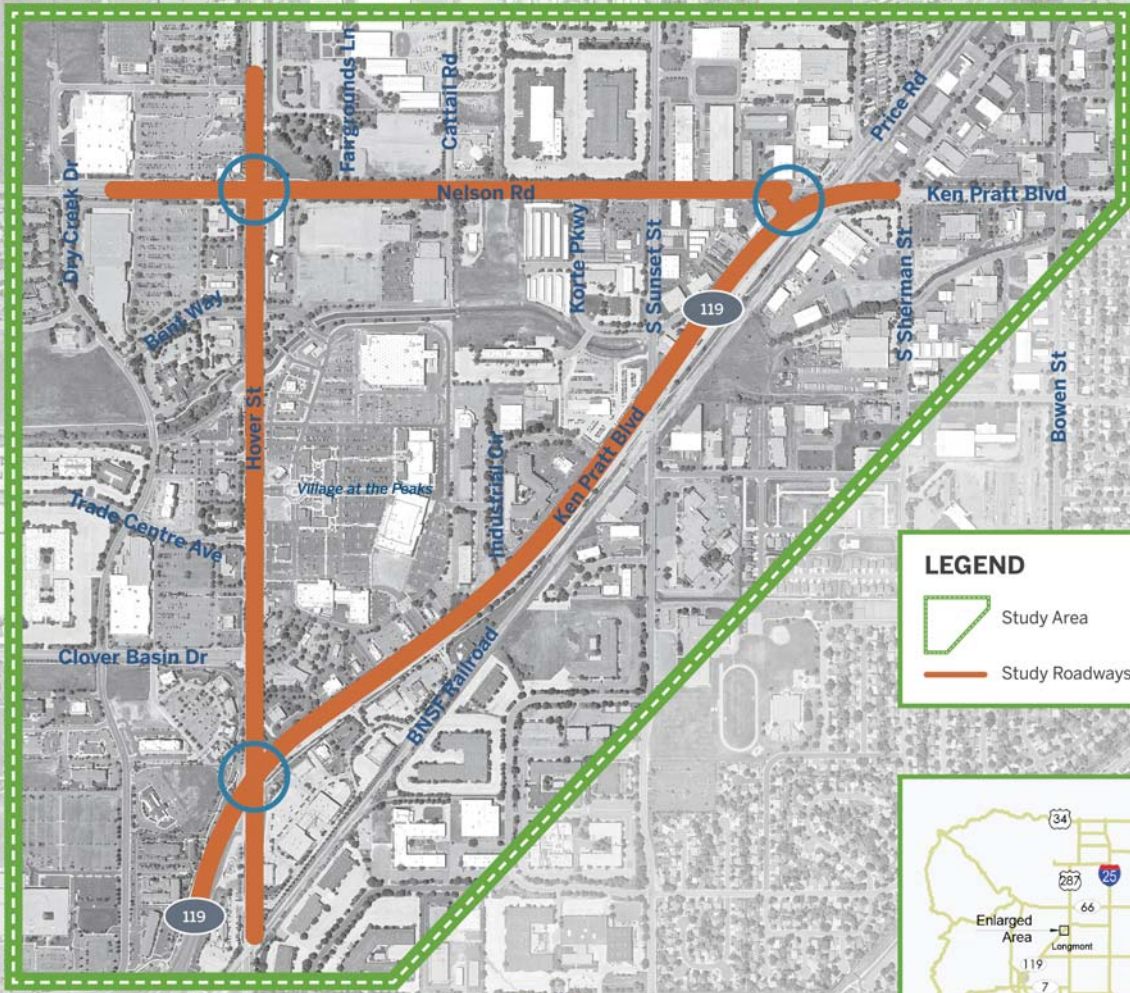 Fairgrounds Ln
Cattail Rd
Price Rd
Dry Creek Dr
Nelson Rd
Ken Pratt Blvd
Korte Pkwy
S Sunset St
S Sherman St
Bent Way
119
Bowen St
Hover St
Ken Pratt Blvd
Industrial Cir
Village at the Peaks
Trade Centre Ave
Clover Basin Dr
BNSF Railroad
119
LEGEND
Study Area
Study Roadways
34
287
25
66
Enlarged
Area
Longmont
119
7